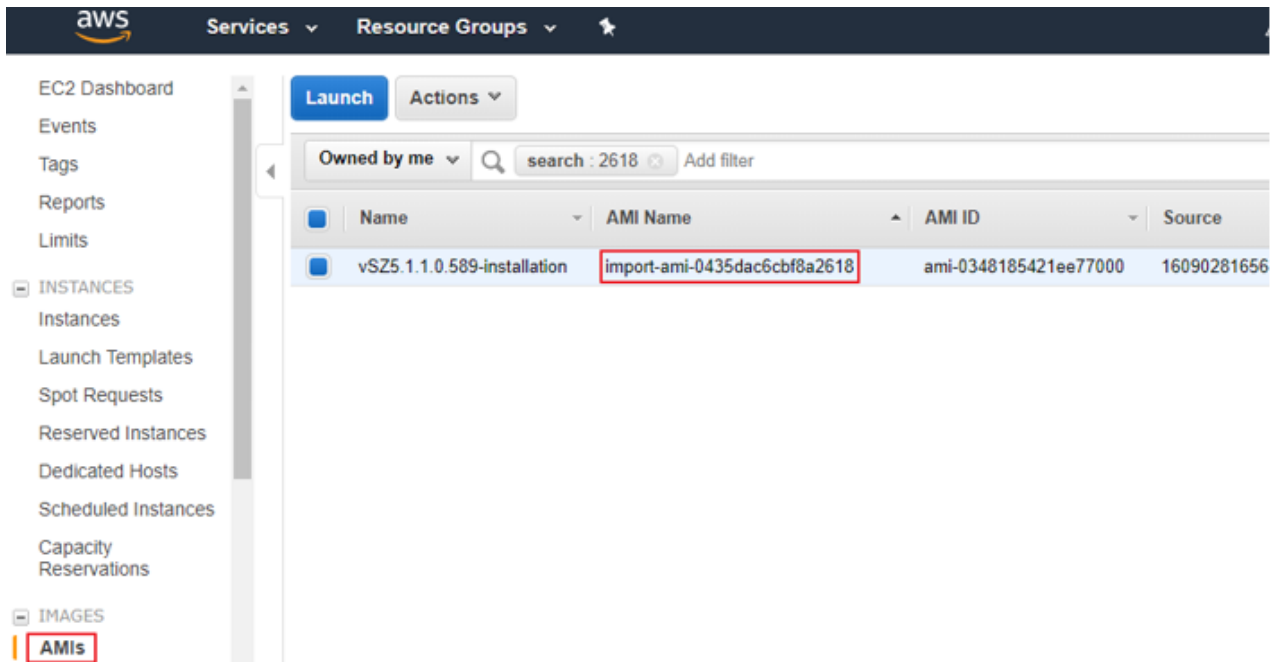 aws Services Resource Groups
EC2 Dashboard
Events
Tags
Reports
Limits
INSTANCES
Instances
Launch Templates
Spot Requests
Reserved Instances
Dedicated Hosts
Scheduled Instances
Capacity
Reservations
IMAGES
AMIs
Launch Actions
Owned by me search : 2618 Add filter
Name AMI Name AMI ID Source
vSZ5.1.1.0.589-installation import-ami-0435dac6cbf8a2618 ami-0348185421ee77000 16090281656